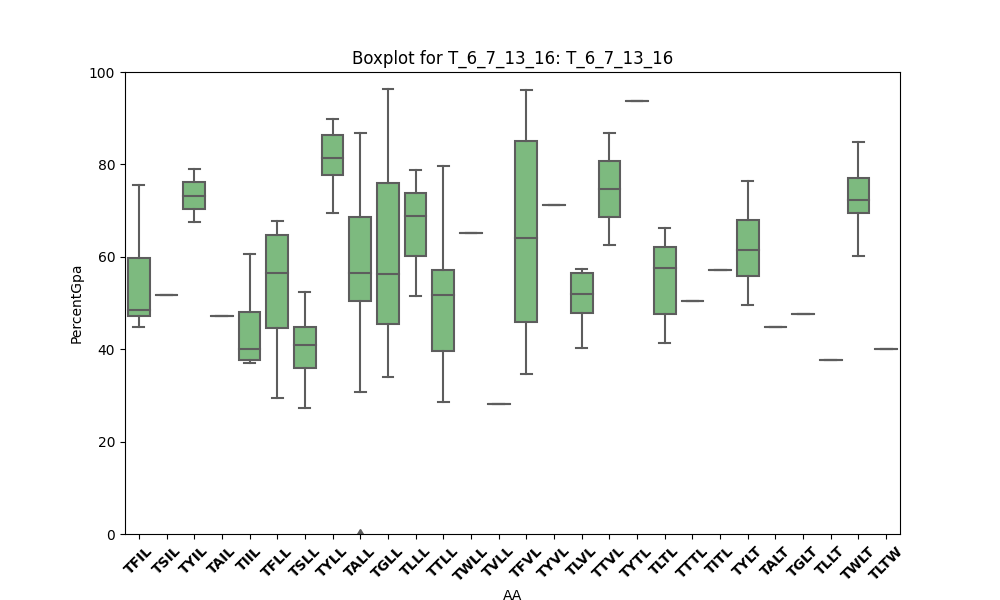 Boxplot for T_6_7_13_16: T_6_7_13_16
PercentGpa
100
80
60
40
20
0
TFIL TSIL TYIL TAIL TIIL TFLL TSLL TYLL TALL TGLL TLLL TTLL TWLL TVLL TFVL TYVL TLVL TTVL TYTL TLTL TTTL TITL TYLT TALT TGLT TLLT TWLT TLTW
AA